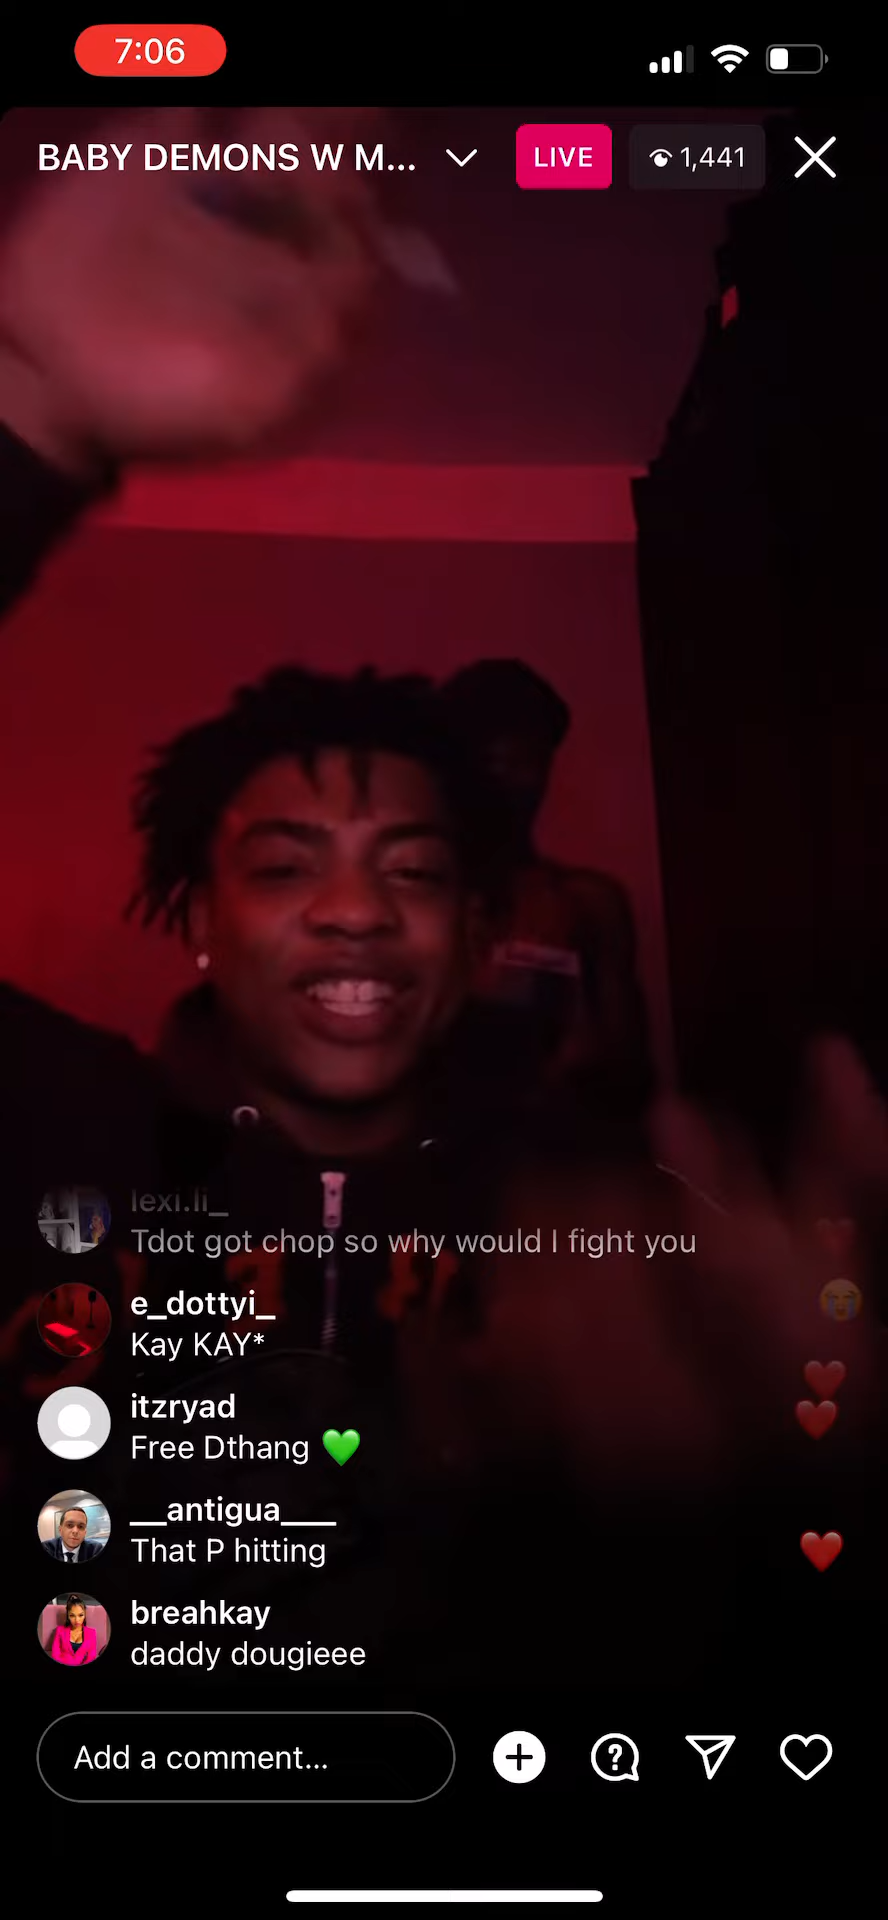 7:06
BABY DEMONS W M...
LIVE
1,441
lexi.li_
Tdot got chop so why would I fight you
e_dottyi_
Kay KAY*
itzryad
Free Dthang 💚
__antigua____
That P hitting
breahkay
daddy dougieee
Add a comment...